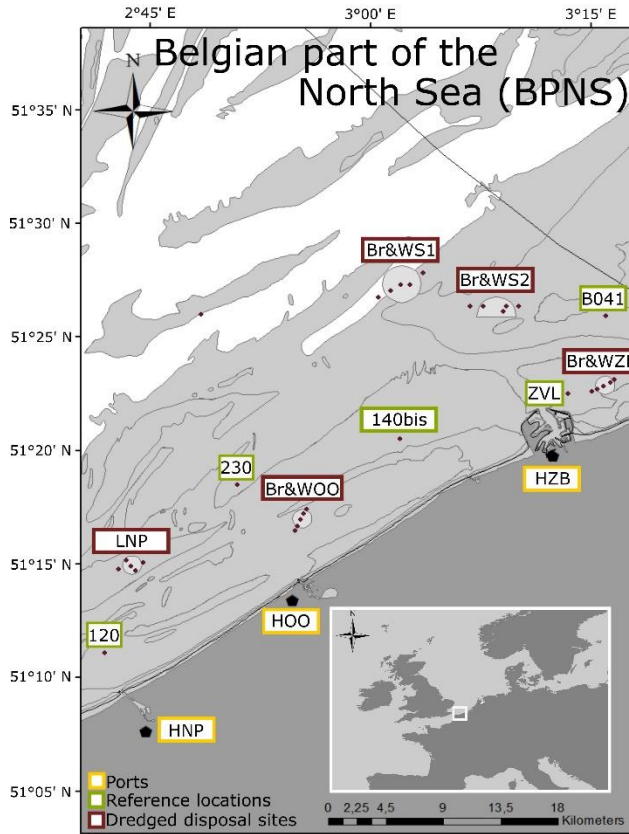 2°45' E
3°00' E
3°15' E
Belgian part of the
North Sea (BPNS)
N
51°35' N
51°30' N
Br&WS1
Br&WS2
B041
51°25' N
Br&WZE
ZVL
140bis
51°20' N
230
HZB
Br&WOO
LNP
51°15' N
HOO
120
51°10' N
HNP
Ports
Reference locations
Dredged disposal sites
51°05' N
0 2,25 4,5 9 13,5 18
Kilometers